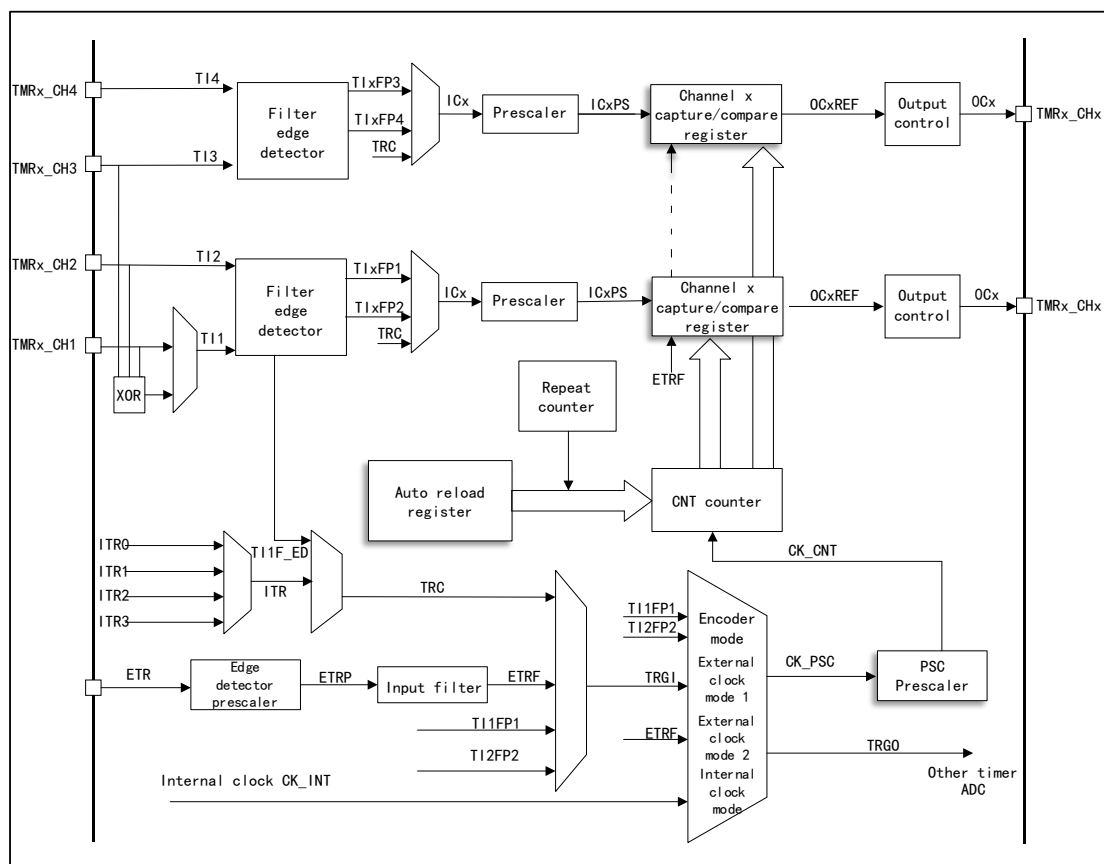 TMRx_CH4
TI4
TIxFP3
TIxFP4
TRC
ICx
Prescaler
ICxPS
Channel x
capture/compare
register
OCxREF
Output
control
OCx
TMRx_CHx
Filter
edge
detector
TMRx_CH3
TI3
TMRx_CH2
TI2
TIxFP1
TIxFP2
TRC
ICx
Prescaler
ICxPS
Channel x
capture/compare
register
OCxREF
Output
control
OCx
TMRx_CHx
Filter
edge
detector
TMRx_CH1
TI1
XOR
ETRF
Repeat
counter
Auto reload
register
CNT counter
CK_CNT
ITR0
ITR1
ITR2
ITR3
TI1F_ED
ITR
TRC
TI1FP1
TI2FP2
Encoder
mode
External
clock
mode 1
External
clock
mode 2
Internal
clock
mode
CK_PSC
PSC
Prescaler
ETR
Edge
detector
prescaler
ETRP
Input filter
ETRF
TRGI
TI1FP1
TI2FP2
ETRF
TRGO
Other timer
ADC
Internal clock CK_INT